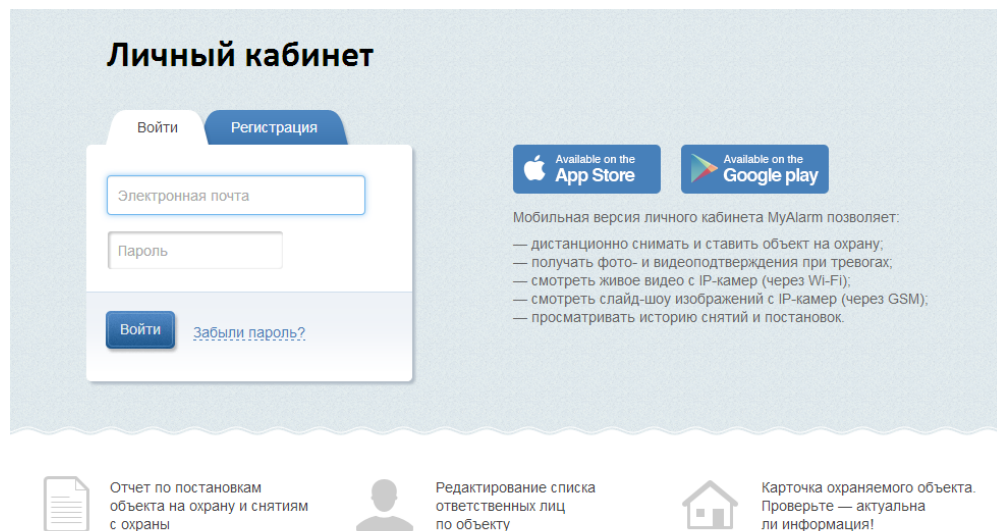 Личный кабинет
Войти
Регистрация
Электронная почта
Пароль
Войти
Забыли пароль?
Available on the
App Store
Available on the
Google play
Мобильная версия личного кабинета MyAlarm позволяет:
— дистанционно снимать и ставить объект на охрану;
— получать фото- и видеоподтверждения при тревогах;
— смотреть живое видео с IP-камер (через Wi-Fi);
— смотреть слайд-шоу изображений с IP-камер (через GSM);
— просматривать историю снятий и постановок.
Отчет по постановкам
объекта на охрану и снятиям
с охраны
Редактирование списка
ответственных лиц
по объекту
Карточка охраняемого объекта.
Проверьте — актуальна
ли информация!